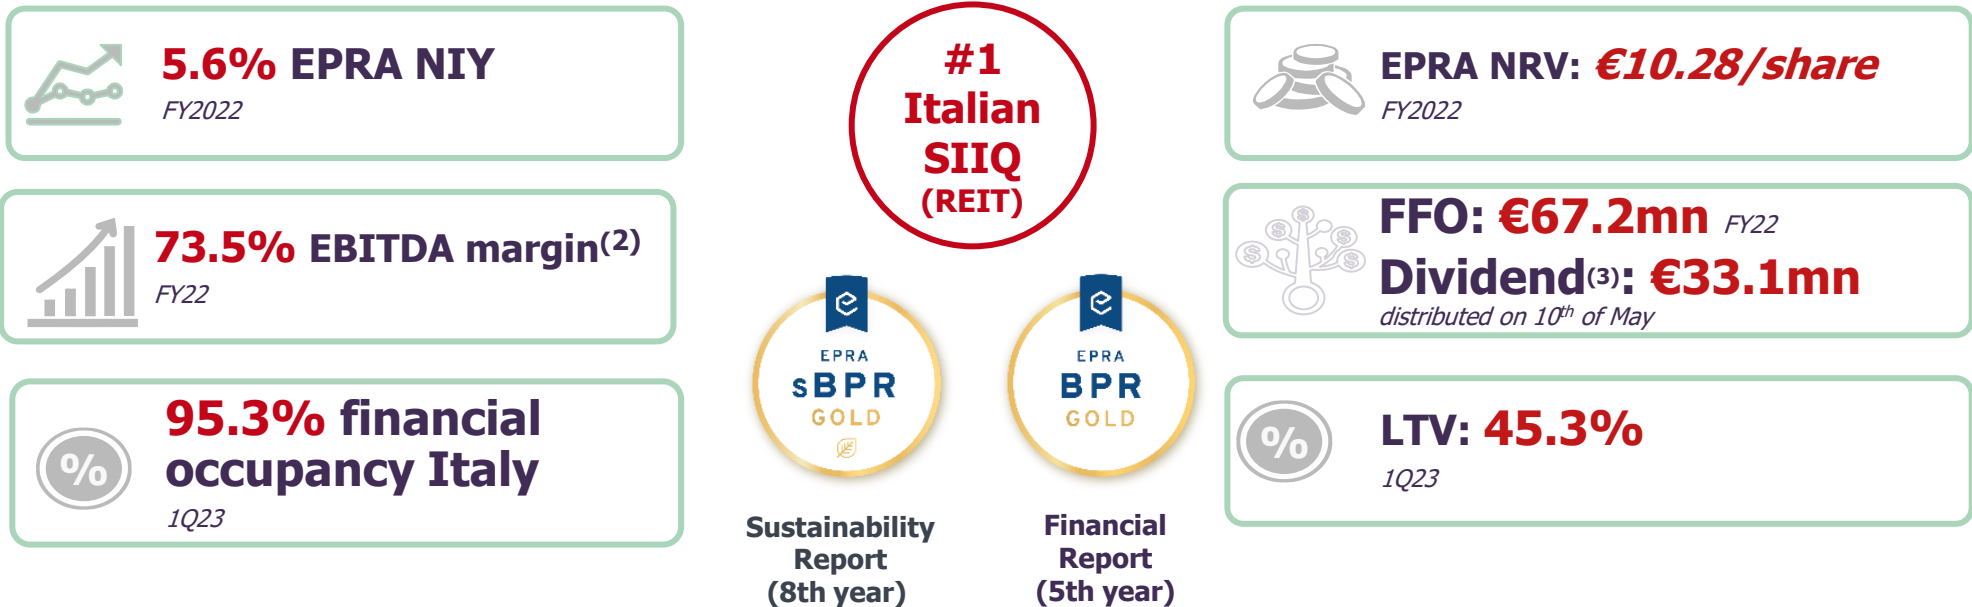 5.6% EPRA NIY
FY2022
73.5% EBITDA margin(2)
FY22
%
95.3% financial
occupancy Italy
1Q23
#1
Italian
SIIQ
(REIT)
EPRA
sBPR
GOLD
Sustainability
Report
(8th year)
EPRA
BPR
GOLD
Financial
Report
(5th year)
EPRA NRV: €10.28/share
FY2022
$
$
$
$
$
FFO: €67.2mn FY22
Dividend(3): €33.1mn
distributed on 10th of May
%
LTV: 45.3%
1Q23